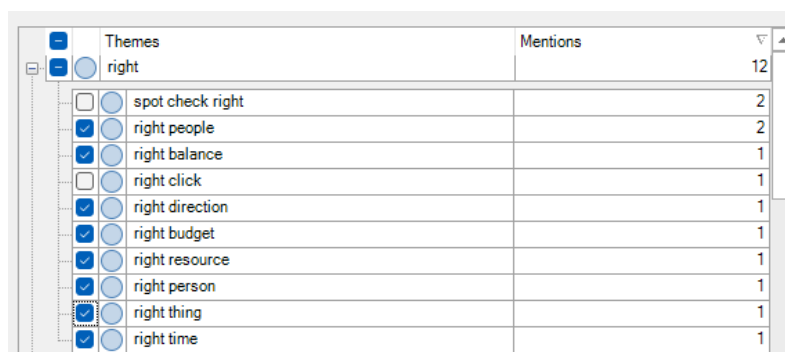 Themes Mentions
right 12
spot check right 2
right people 2
right balance 1
right click 1
right direction 1
right budget 1
right resource 1
right person 1
right thing 1
right time 1